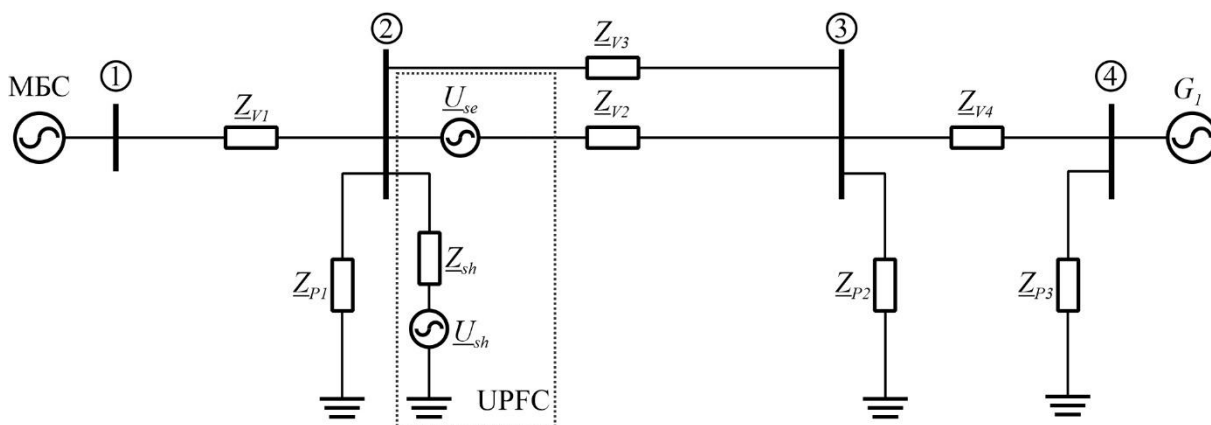 ②
③
Z_V3
МБС
①
Z_V1
U_se
Z_V2
Z_V4
④
G_1
Z_P1
Z_sh
U_sh
Z_P2
Z_P3
UPFC